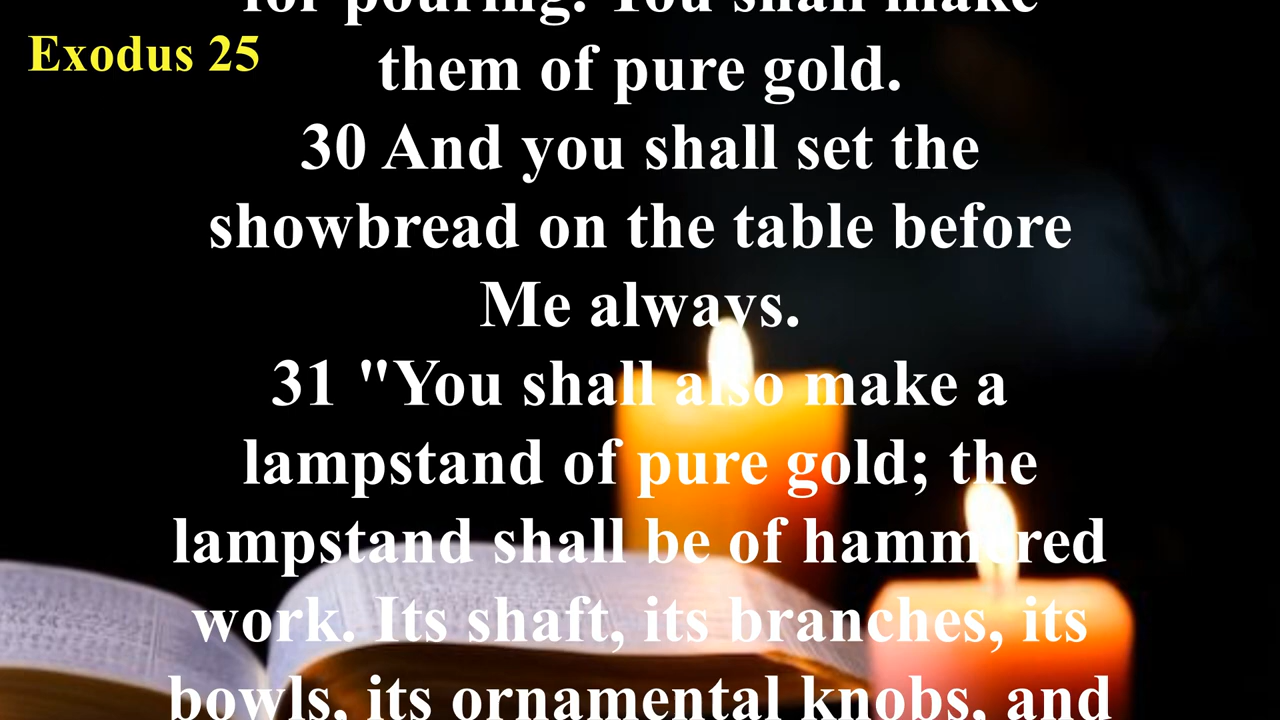 for pouring. You shall make
Exodus 25
them of pure gold.
30 And you shall set the
showbread on the table before
Me always.
31 "You shall also make a
lampstand of pure gold; the
lampstand shall be of hammered
work. Its shaft, its branches, its
bowls, its ornamental knobs, and